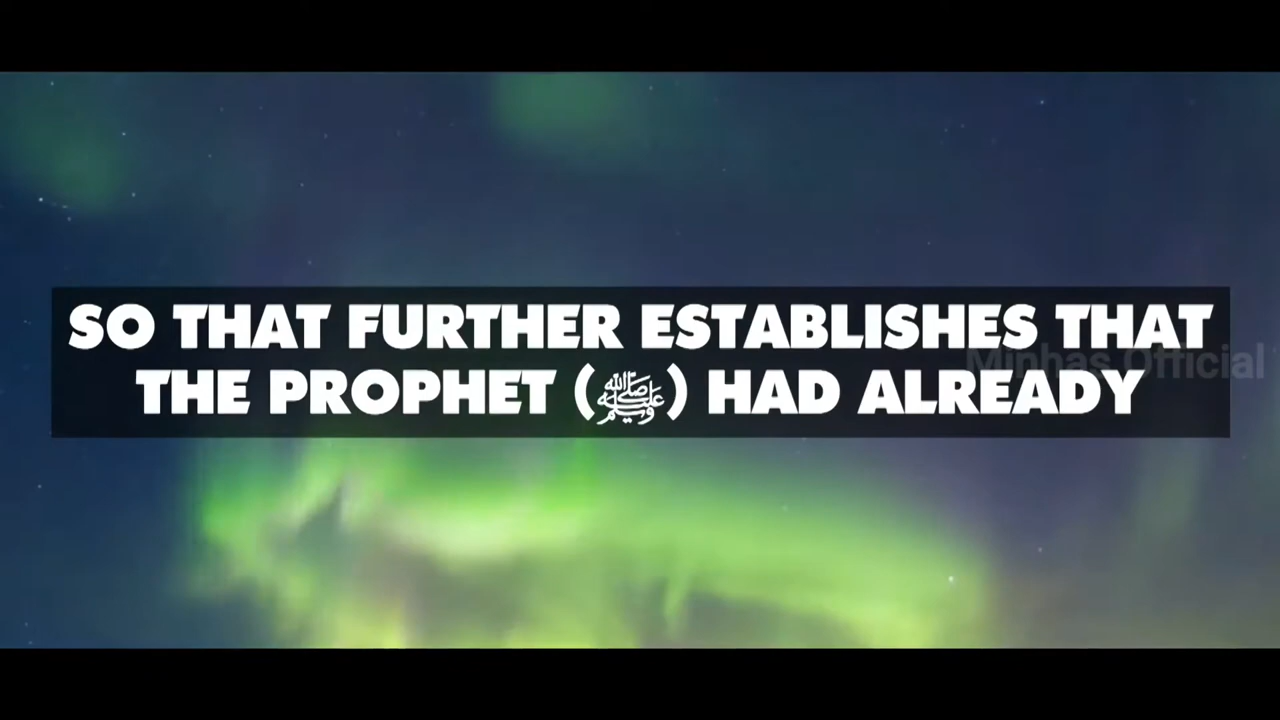 SO THAT FURTHER ESTABLISHES THAT
THE PROPHET (ﷺ) HAD ALREADY
Minhas Official